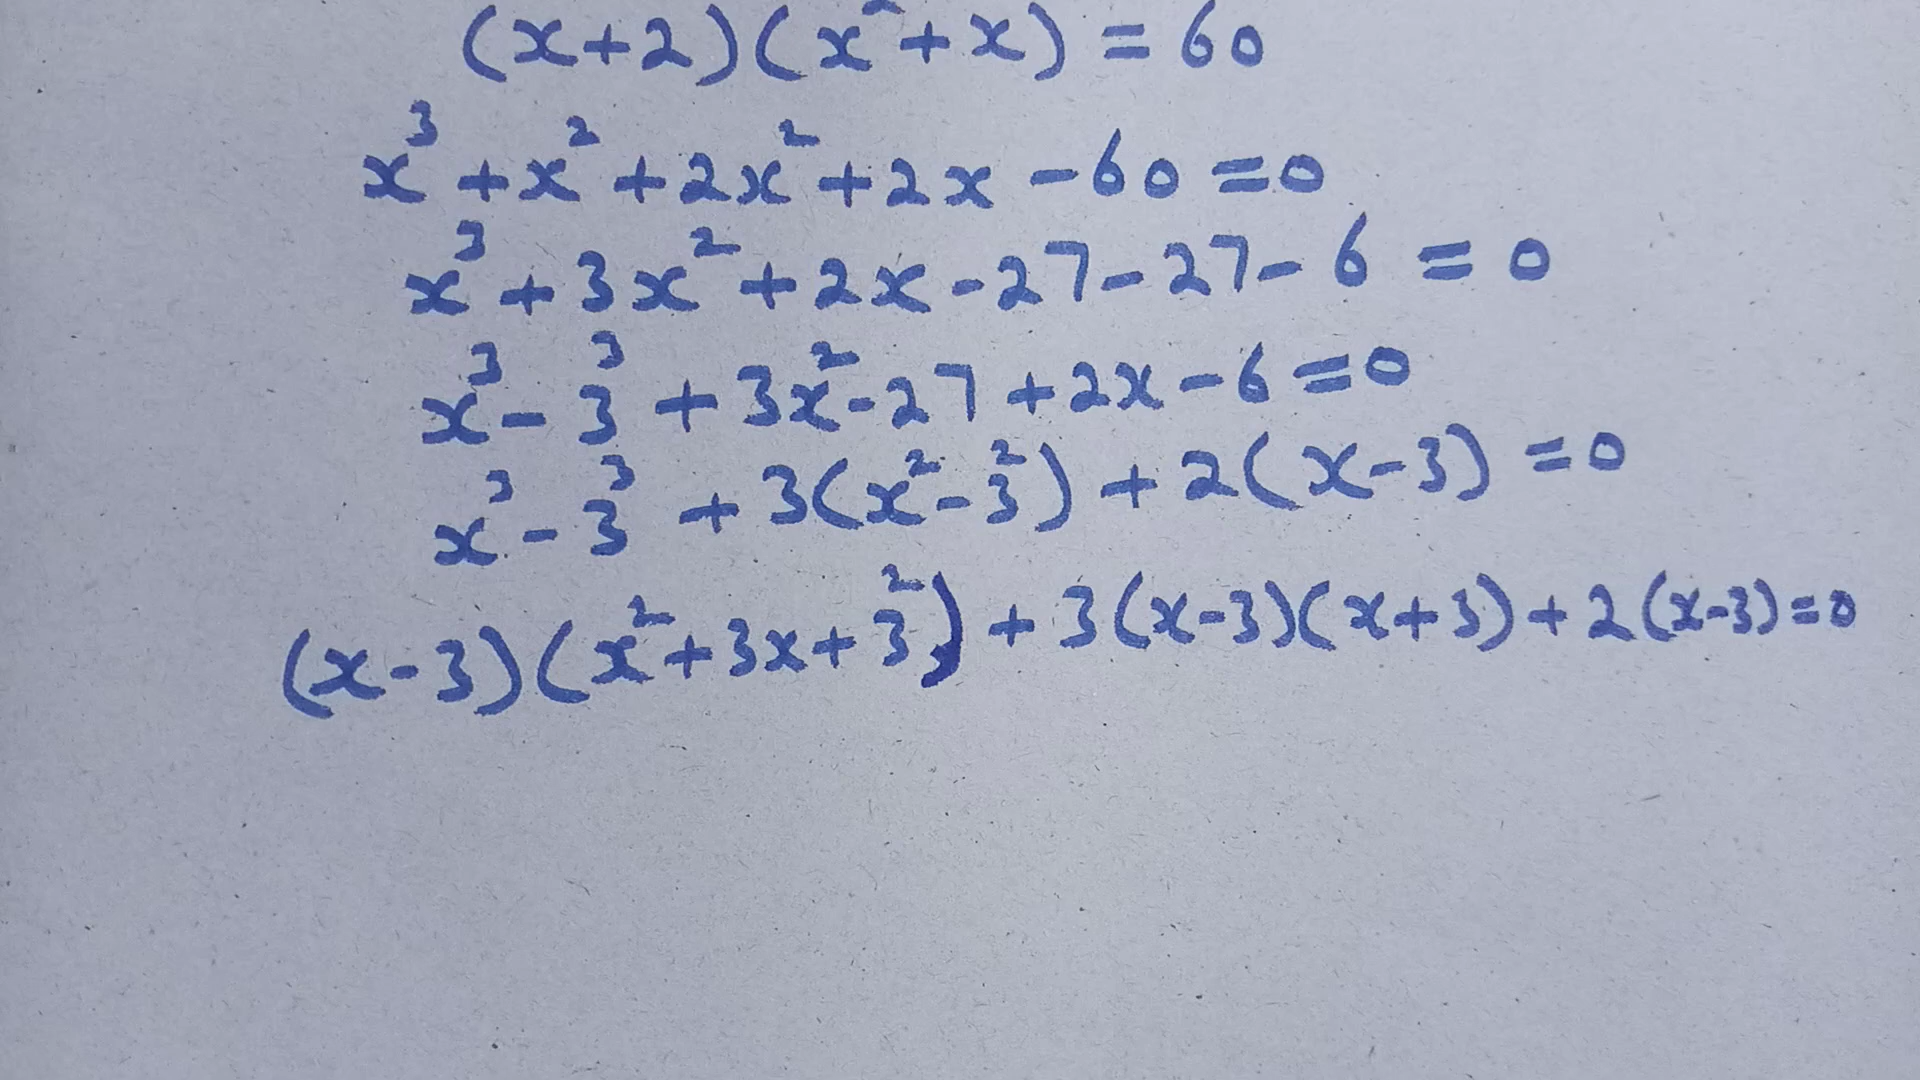 (x+2)(x²+x)=60
x³+x²+2x²+2x-60=0
x³+3x²+2x-27-27-6=0
x³-3³+3x²-27+2x-6=0
x³-3³+3(x²-3²)+2(x-3)=0
(x-3)(x²+3x+3²)+3(x-3)(x+3)+2(x-3)=0